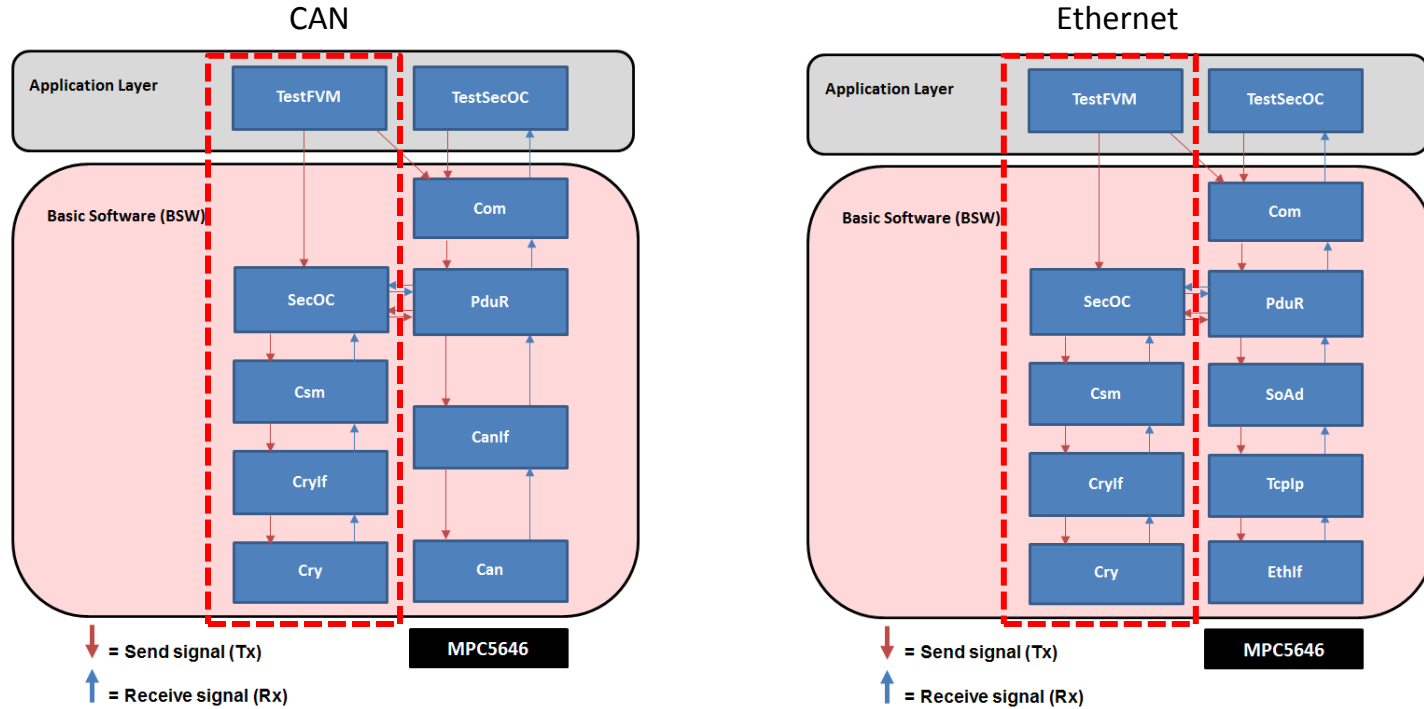 CAN
Application Layer
TestFVM
TestSecOC
Basic Software (BSW)
Com
SecOC
PduR
Csm
CanIf
CryIf
Cry
Can
= Send signal (Tx)
= Receive signal (Rx)
MPC5646
Ethernet
Application Layer
TestFVM
TestSecOC
Basic Software (BSW)
Com
SecOC
PduR
Csm
SoAd
CryIf
TcpIp
Cry
EthIf
= Send signal (Tx)
= Receive signal (Rx)
MPC5646